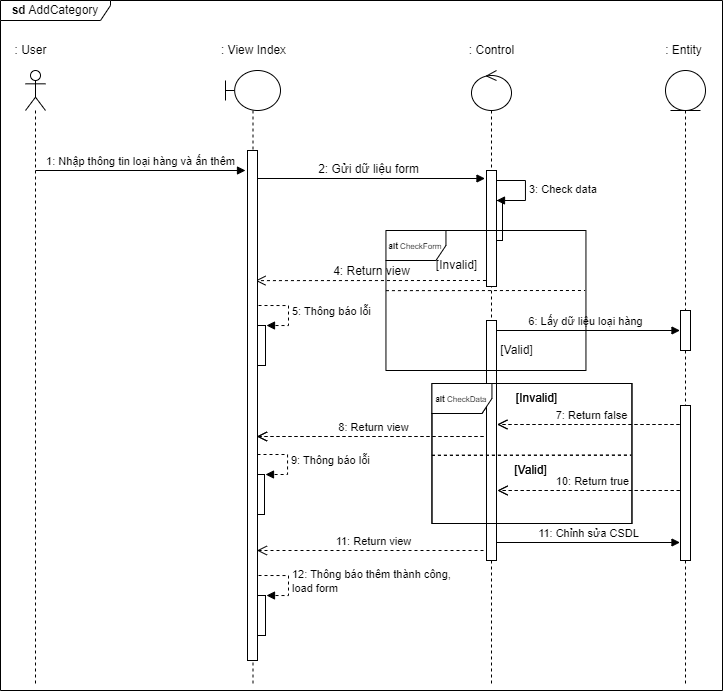 sd AddCategory
: User
: View Index
: Control
: Entity
1: Nhập thông tin loại hàng và ấn thêm
2: Gửi dữ liệu form
3: Check data
alt CheckForm
[Invalid]
4: Return view
5: Thông báo lỗi
6: Lấy dữ liệu loại hàng
[Valid]
alt CheckData
[Invalid]
7: Return false
8: Return view
9: Thông báo lỗi
[Valid]
10: Return true
11: Chỉnh sửa CSDL
11: Return view
12: Thông báo thêm thành công,
load form